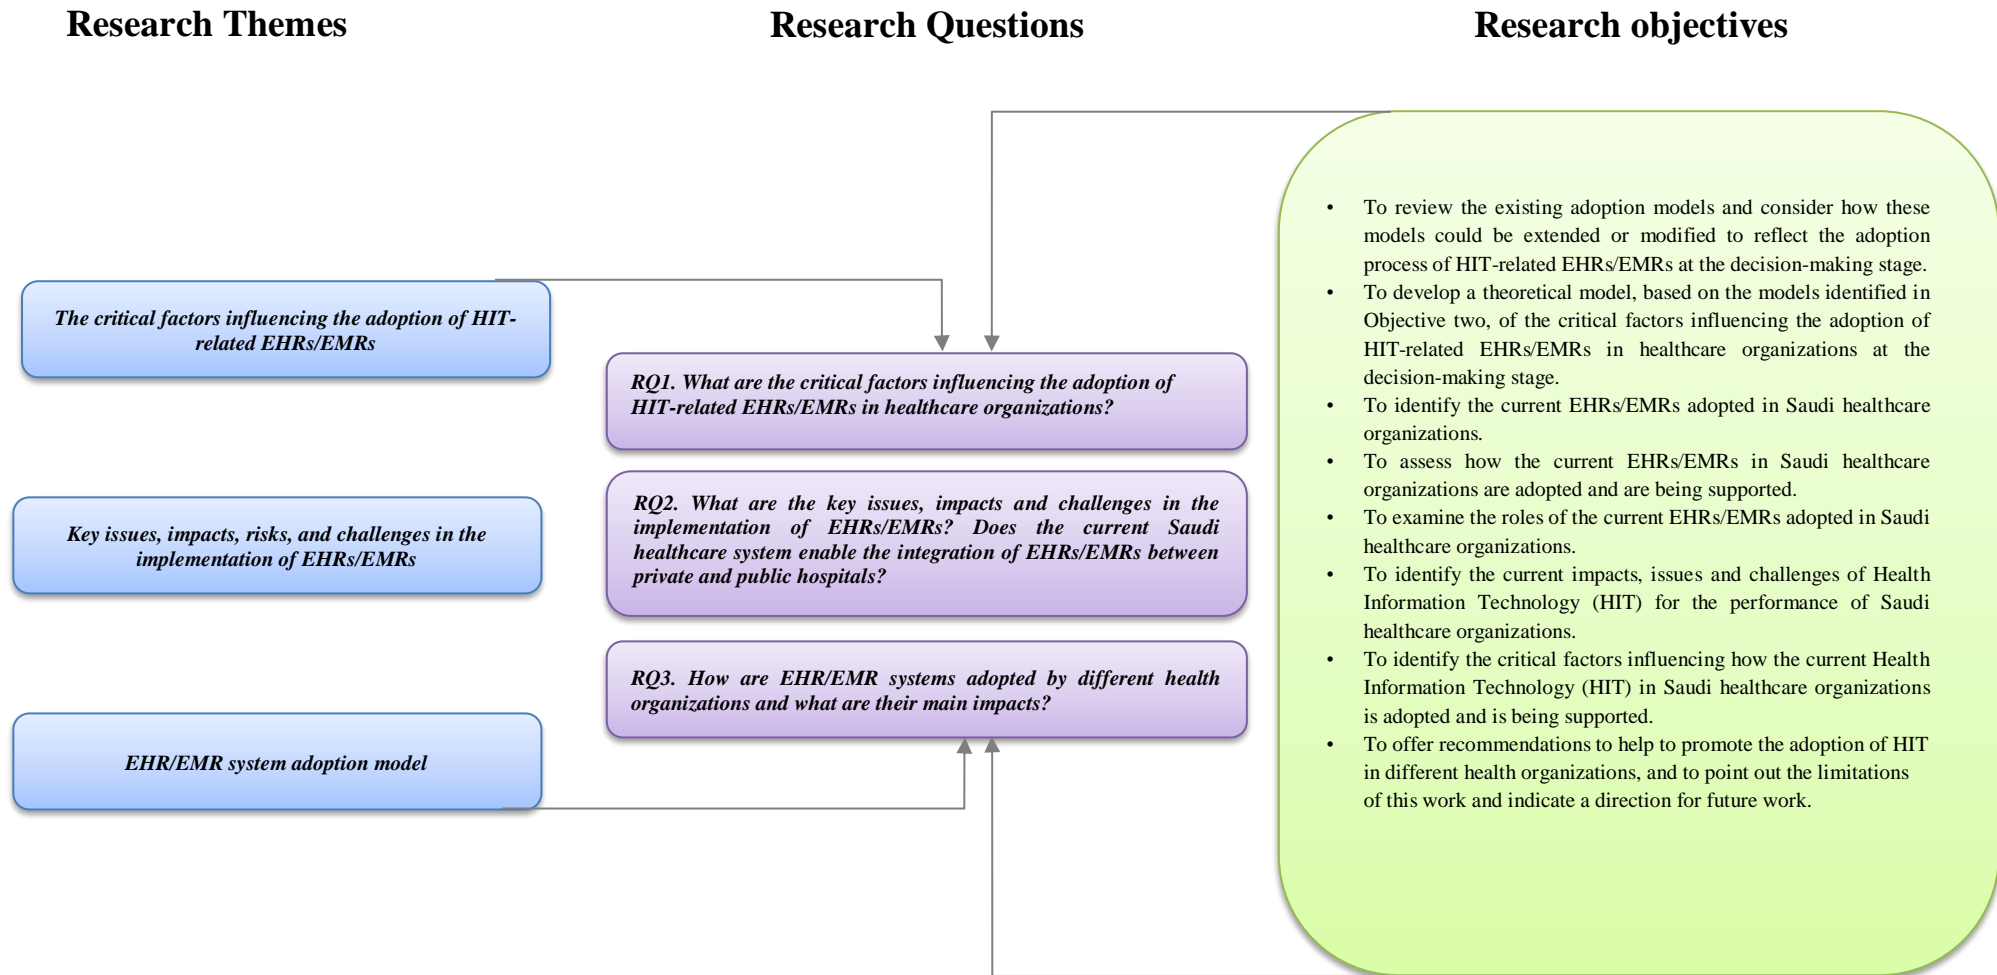 Research Themes
Research Questions
Research objectives
The critical factors influencing the adoption of HIT-
related EHRs/EMRs
Key issues, impacts, risks, and challenges in the
implementation of EHRs/EMRs
EHR/EMR system adoption model
RQ1. What are the critical factors influencing the adoption of
HIT-related EHRs/EMRs in healthcare organizations?
RQ2. What are the key issues, impacts and challenges in the
implementation of EHRs/EMRs? Does the current Saudi
healthcare system enable the integration of EHRs/EMRs between
private and public hospitals?
RQ3. How are EHR/EMR systems adopted by different health
organizations and what are their main impacts?
• To review the existing adoption models and consider how these
models could be extended or modified to reflect the adoption
process of HIT-related EHRs/EMRs at the decision-making stage.
• To develop a theoretical model, based on the models identified in
Objective two, of the critical factors influencing the adoption of
HIT-related EHRs/EMRs in healthcare organizations at the
decision-making stage.
• To identify the current EHRs/EMRs adopted in Saudi healthcare
organizations.
• To assess how the current EHRs/EMRs in Saudi healthcare
organizations are adopted and are being supported.
• To examine the roles of the current EHRs/EMRs adopted in Saudi
healthcare organizations.
• To identify the current impacts, issues and challenges of Health
Information Technology (HIT) for the performance of Saudi
healthcare organizations.
• To identify the critical factors influencing how the current Health
Information Technology (HIT) in Saudi healthcare organizations
is adopted and is being supported.
• To offer recommendations to help to promote the adoption of HIT
in different health organizations, and to point out the limitations
of this work and indicate a direction for future work.